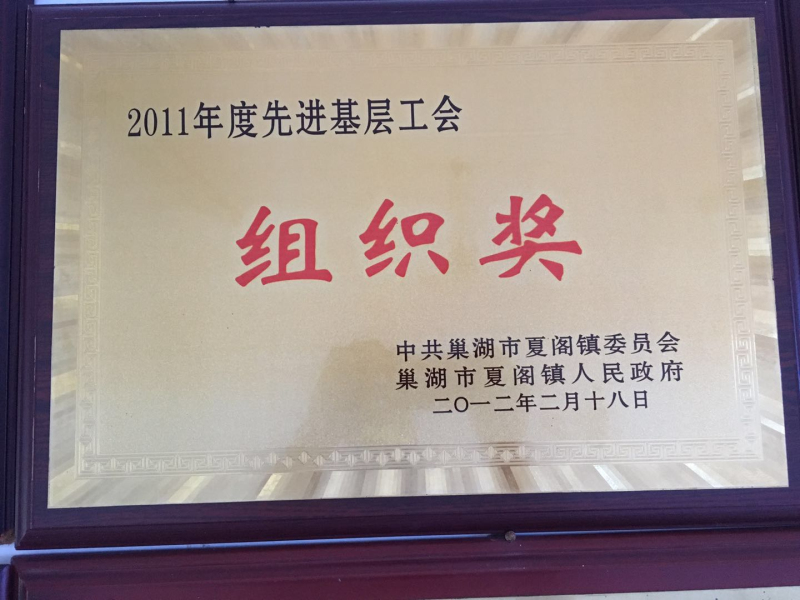 2011年度先进基层工会
组织奖
中共巢湖市夏阁镇委员会
巢湖市夏阁镇人民政府
二〇一二年二月十八日